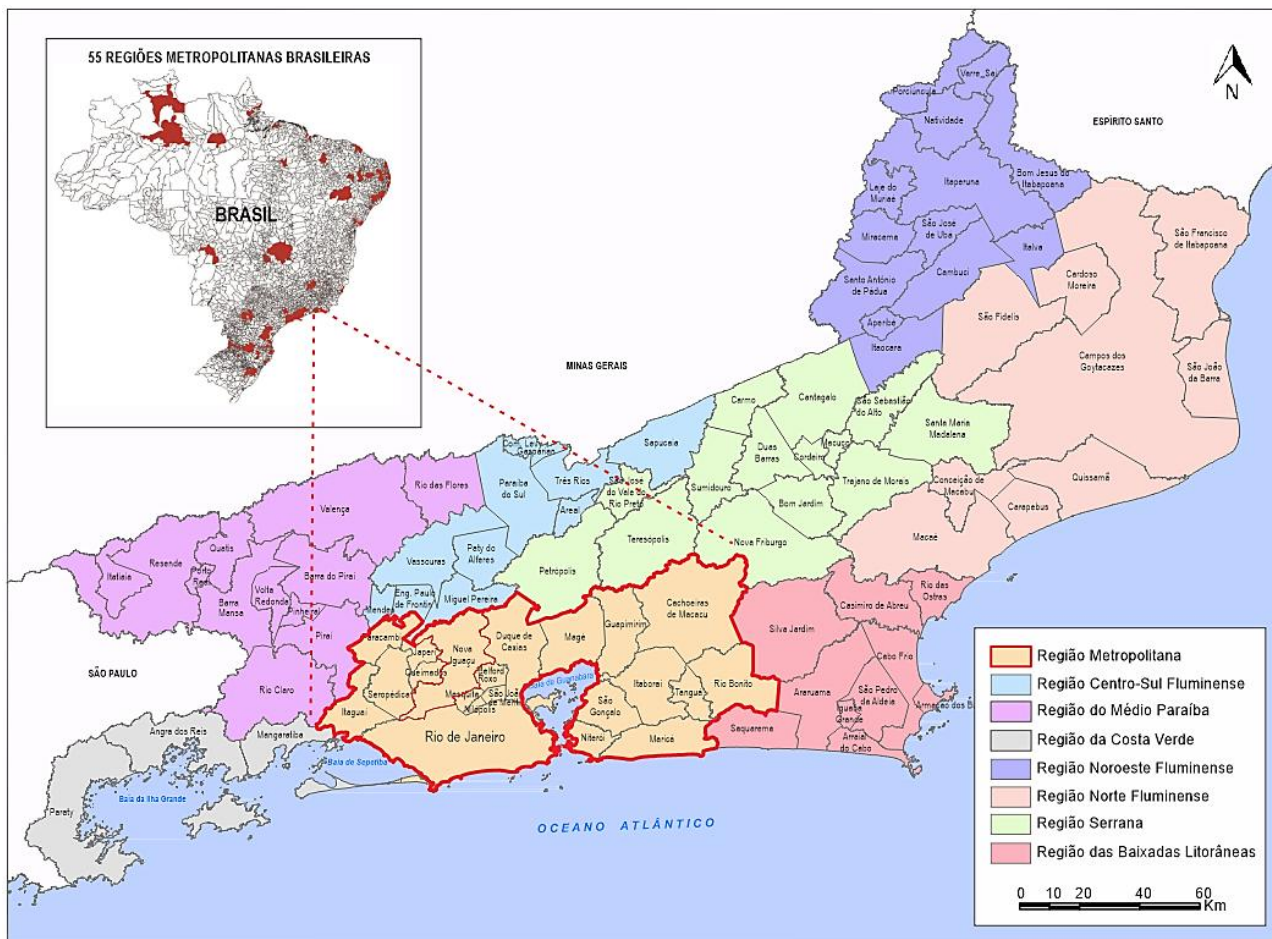 55 REGIÕES METROPOLITANAS BRASILEIRAS
BRASIL
N
ESPÍRITO SANTO
MINAS GERAIS
SÃO PAULO
Varre_Sai
Porciúncula
Natividade
Bom Jesus do
Itabapoana
Itaperuna
Laje do
Muriaé
São José
de Ubá
Miracema
Italva
Cambuci
Santo Antônio
de Pádua
Aperibé
Itaocara
São Francisco
de Itabapoana
Cardoso
Moreira
São Fidelis
Campos dos
Goytacazes
São João
da Barra
Quissamã
Conceição de
Macabu
Carapebus
Macaé
Carmo
Cantagalo
São Sebastião
do Alto
Santa Maria
Madalena
Duas
Barras
Macuco
Cordeiro
Sumidouro
Trajano de Morais
Bom Jardim
São José
do Vale do
Rio Preto
Teresópolis
Nova Friburgo
Petrópolis
Sapucaia
Com. Levy
Gasparian
Três Rios
Paraíba
do Sul
Areal
Paty do
Alferes
Vassouras
Eng. Paulo
de Frontin
Miguel Pereira
Mendes
Rio das Flores
Valença
Quatis
Resende
Itatiaia
Porto
Real
Barra do Piraí
Volta
Redonda
Barra
Mansa
Pinheiral
Piraí
Rio Claro
Paracambi
Japeri
Nova
Iguaçu
Duque de
Caxias
Magé
Guapimirim
Cachoeiras
de Macacu
Queimados
Belford
Roxo
Seropédica
Mesquita
Nilópolis
Itaguaí
Rio de Janeiro
Baía de Guanabara
São
Gonçalo
Itaboraí
Tanguá
Rio Bonito
Niterói
Maricá
Rio das
Ostras
Casimiro de Abreu
Silva Jardim
Cabo Frio
Araruama
São Pedro
da Aldeia
Iguaba
Grande
Saquarema
Arraial
do Cabo
Mangaratiba
Angra dos Reis
Paraty
Baía da Ilha Grande
Baía de Sepetiba
OCEANO ATLÂNTICO
Região Metropolitana
Região Centro-Sul Fluminense
Região do Médio Paraíba
Região da Costa Verde
Região Noroeste Fluminense
Região Norte Fluminense
Região Serrana
Região das Baixadas Litorâneas
0 10 20 40 60
Km